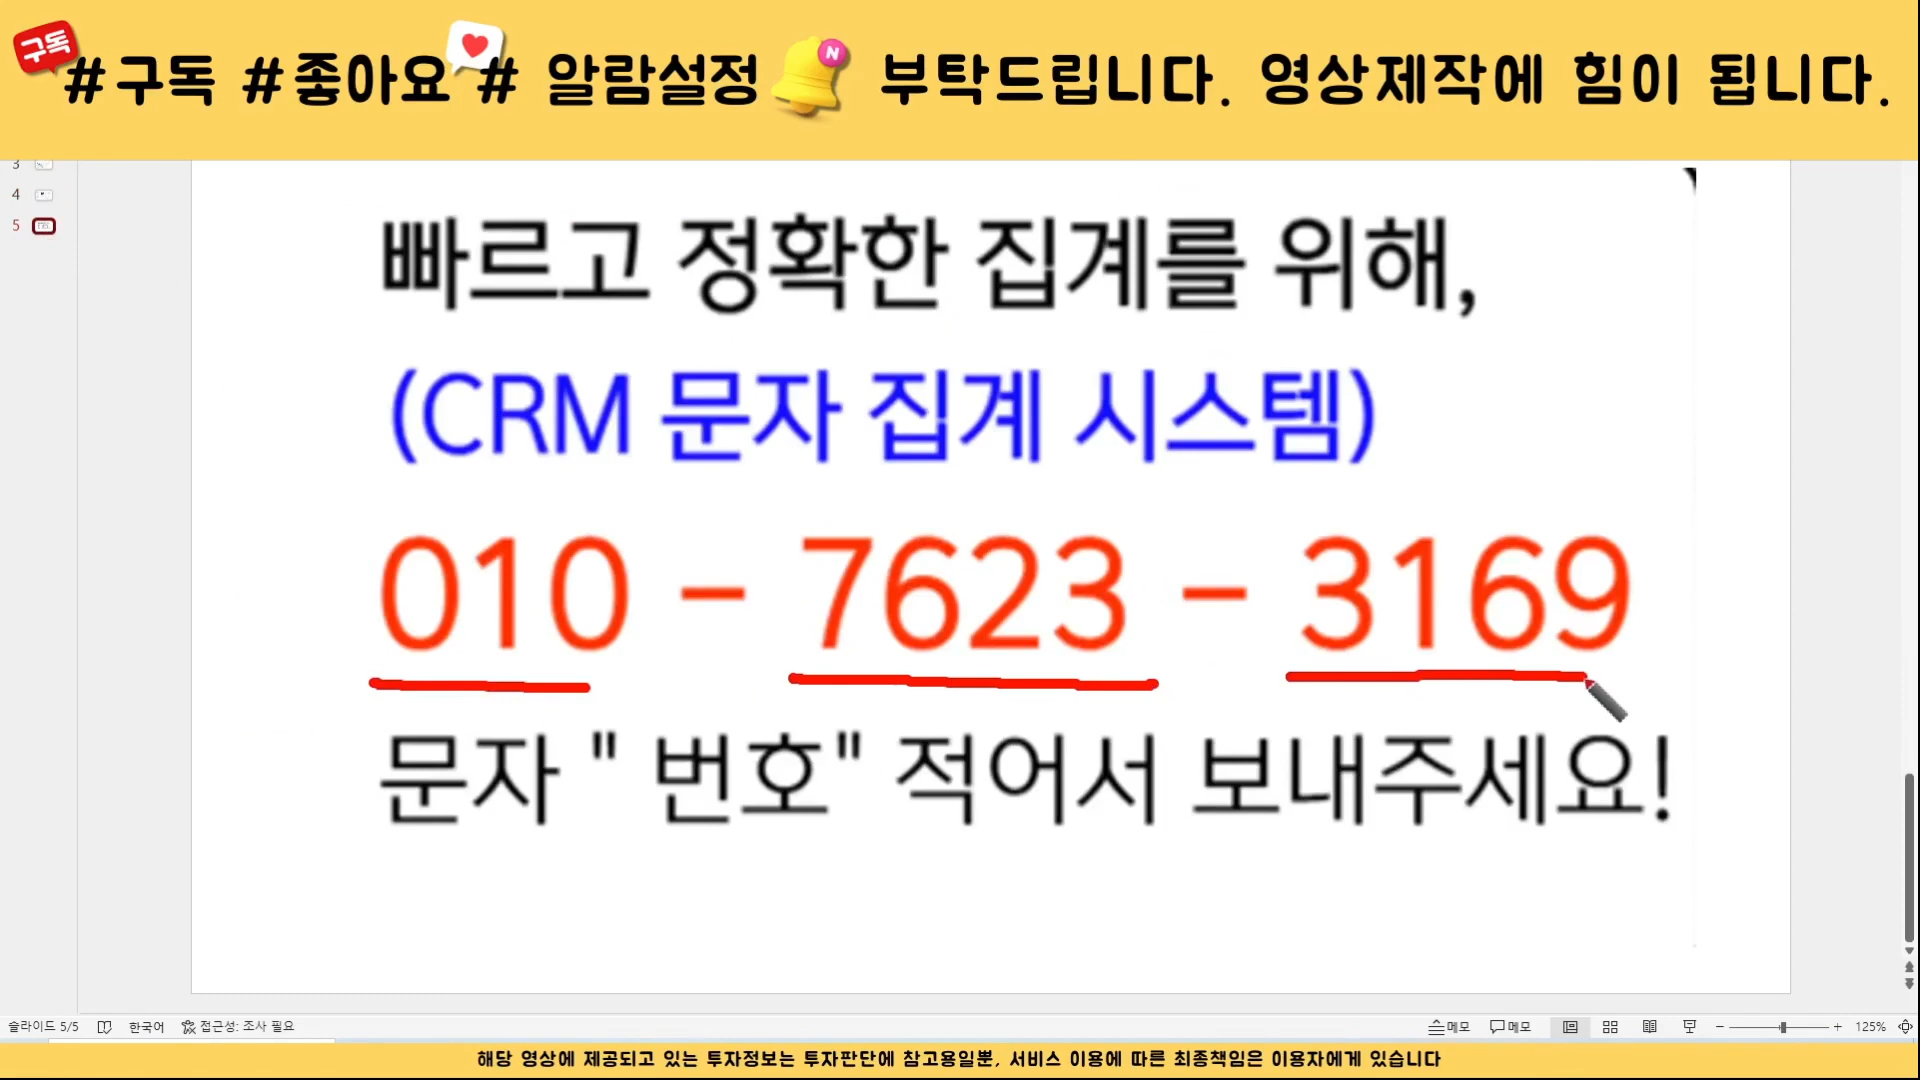 구독
#구독 #좋아요 # 알람설정 N 부탁드립니다. 영상제작에 힘이 됩니다.
3
4
5
빠르고 정확한 집계를 위해,
(CRM 문자 집계 시스템)
010 - 7623 - 3169
문자 " 번호" 적어서 보내주세요!
슬라이드 5/5 한국어 접근성: 조사 필요 메모 메모 125%
해당 영상에 제공되고 있는 투자정보는 투자판단에 참고용일뿐, 서비스 이용에 따른 최종책임은 이용자에게 있습니다